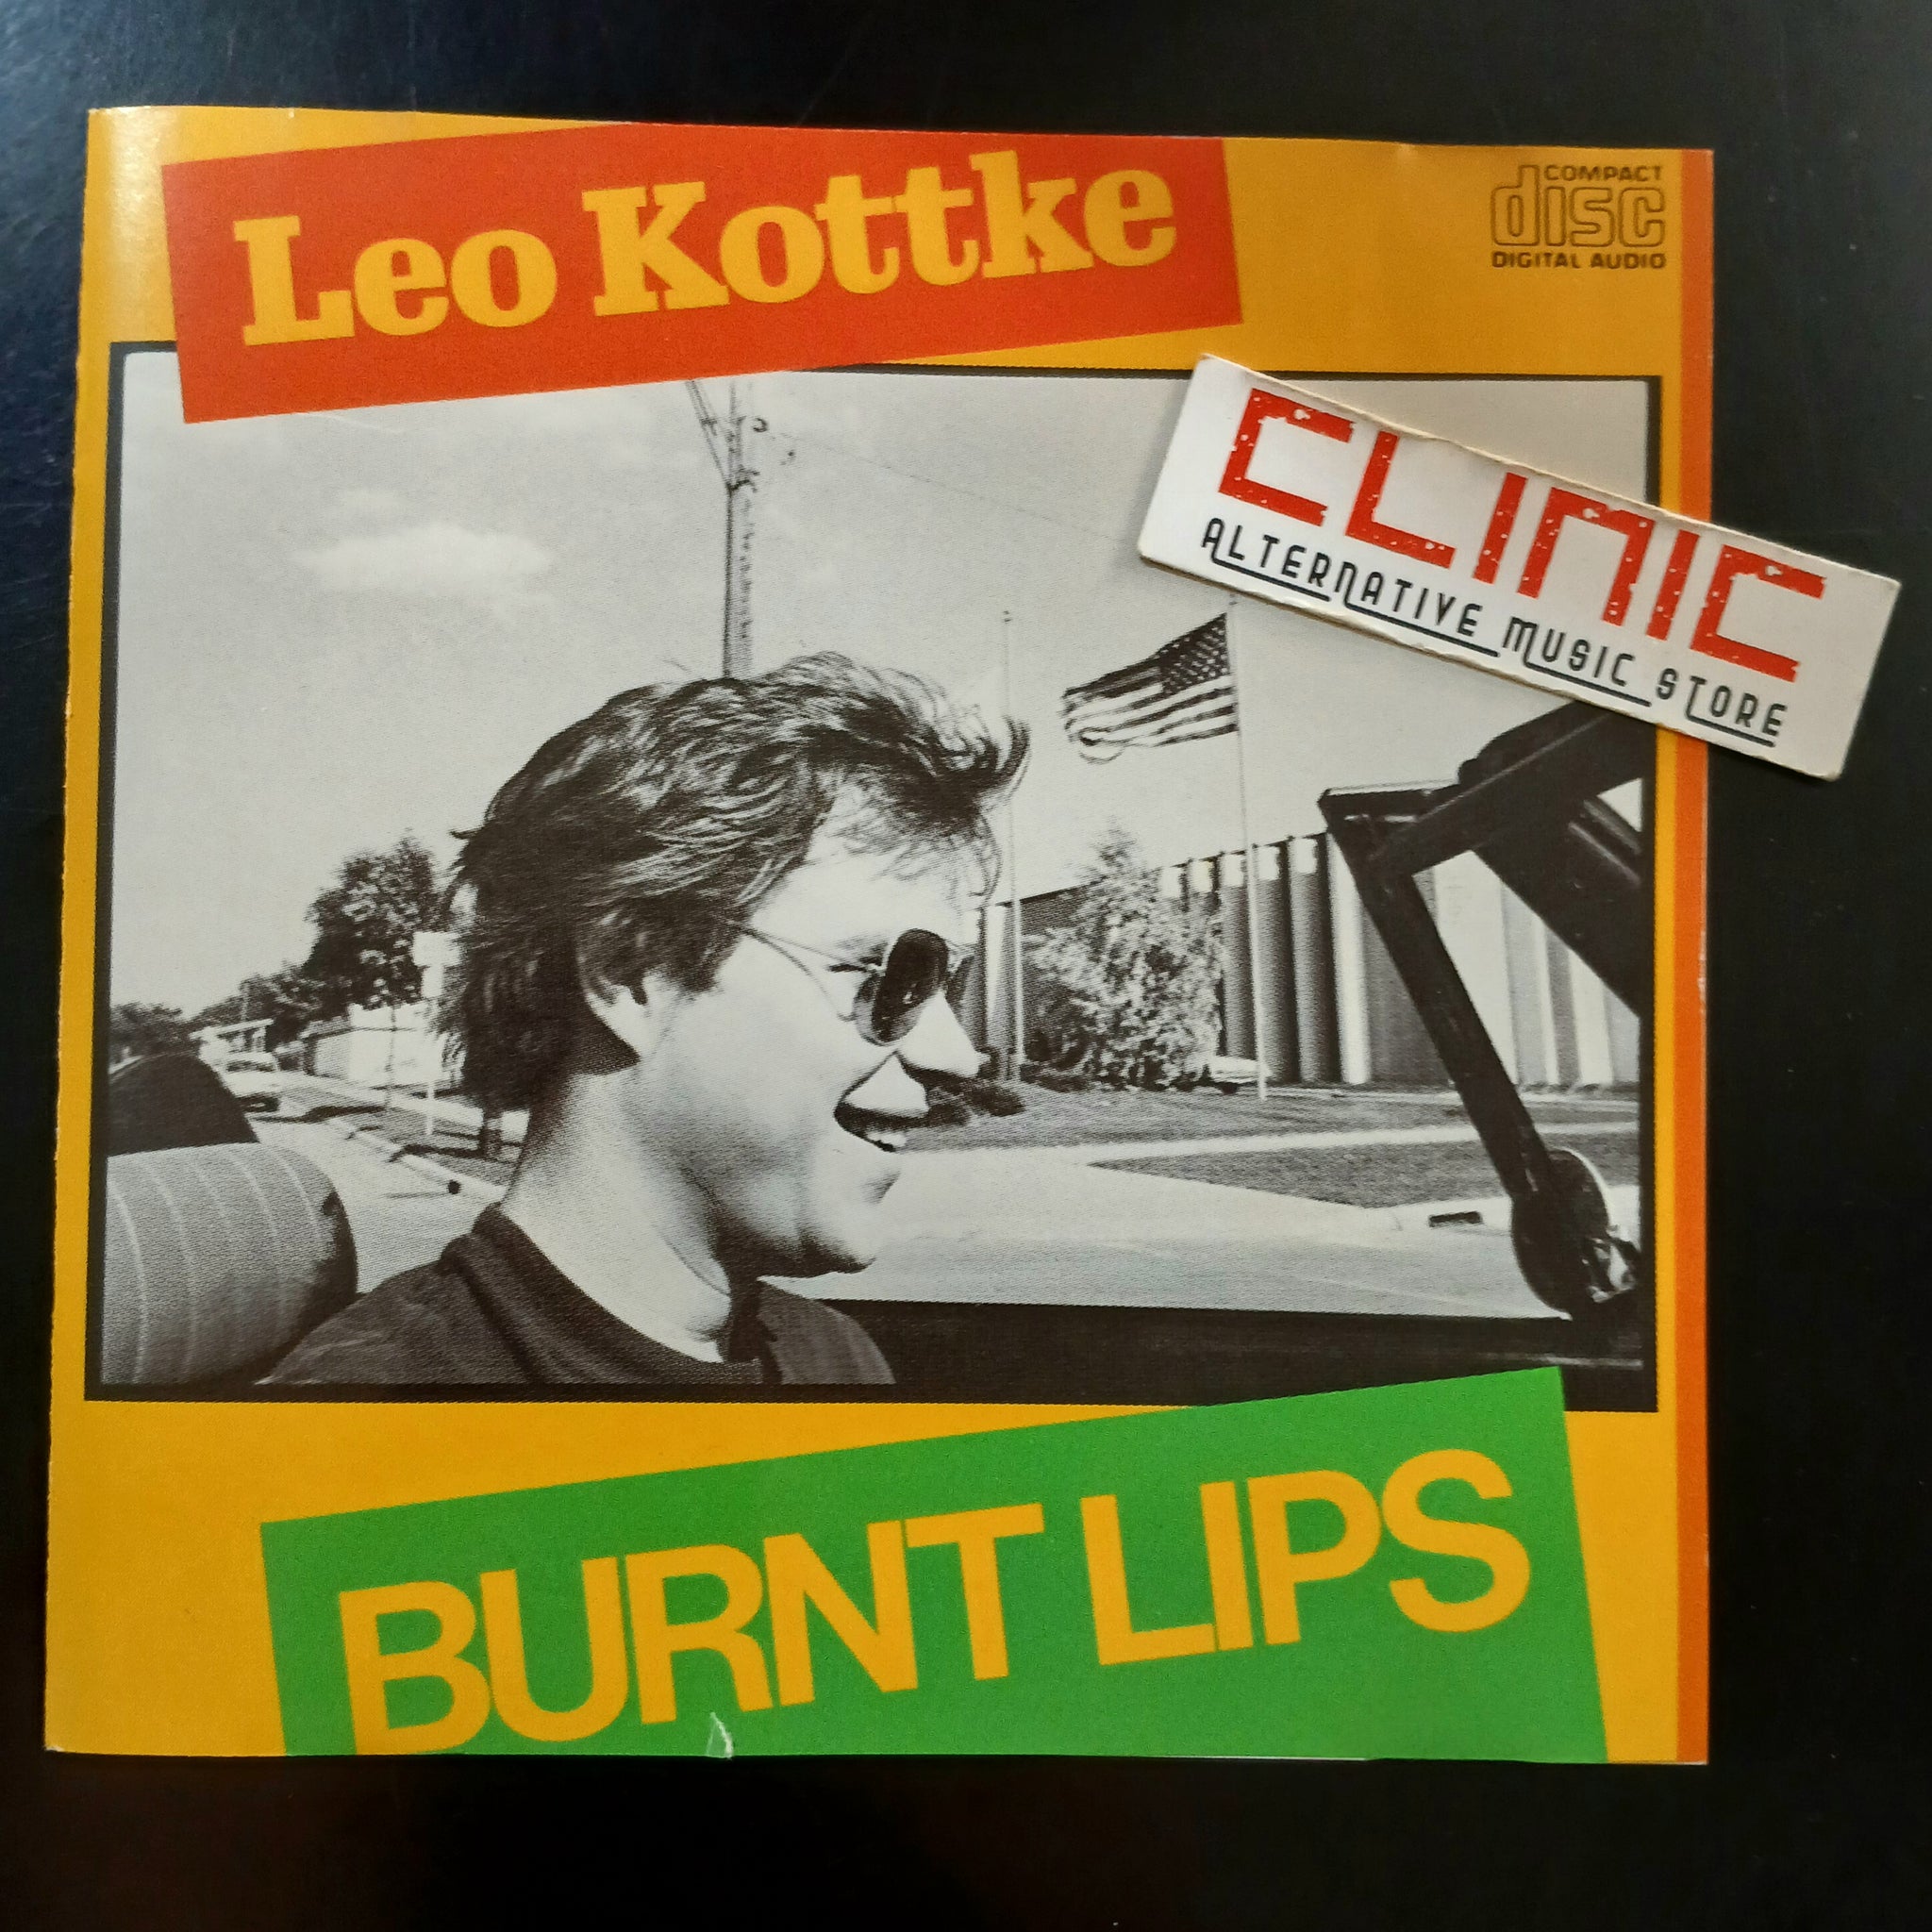 Leo Kottke
COMPACT
disc
DIGITAL AUDIO
CLINIC
ALTERNATIVE MUSIC STORE
BURNT LIPS